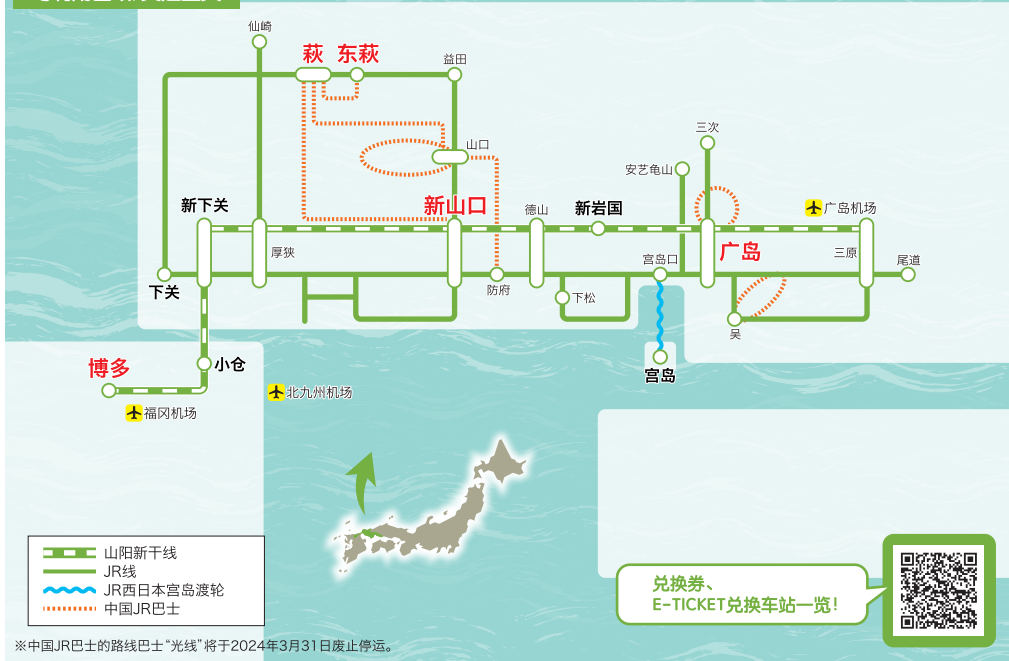 仙崎
萩 东萩
益田
山口
三次
安艺龟山
新下关
新山口
德山
新岩国
广岛机场
厚狭
宫岛口
广岛
三原
尾道
下关
防府
下松
吴
博多
小仓
宫岛
北九州机场
福冈机场
山阳新干线
JR线
JR西日本宫岛渡轮
中国JR巴士
兑换券、
E-TICKET兑换车站一览！
※中国JR巴士的路线巴士“光线”将于2024年3月31日废止停运。